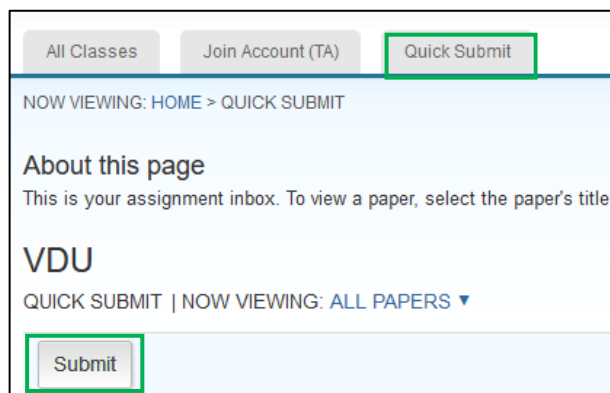 All Classes Join Account (TA) Quick Submit
NOW VIEWING: HOME > QUICK SUBMIT
About this page
This is your assignment inbox. To view a paper, select the paper's title
VDU
QUICK SUBMIT | NOW VIEWING: ALL PAPERS ▼
Submit